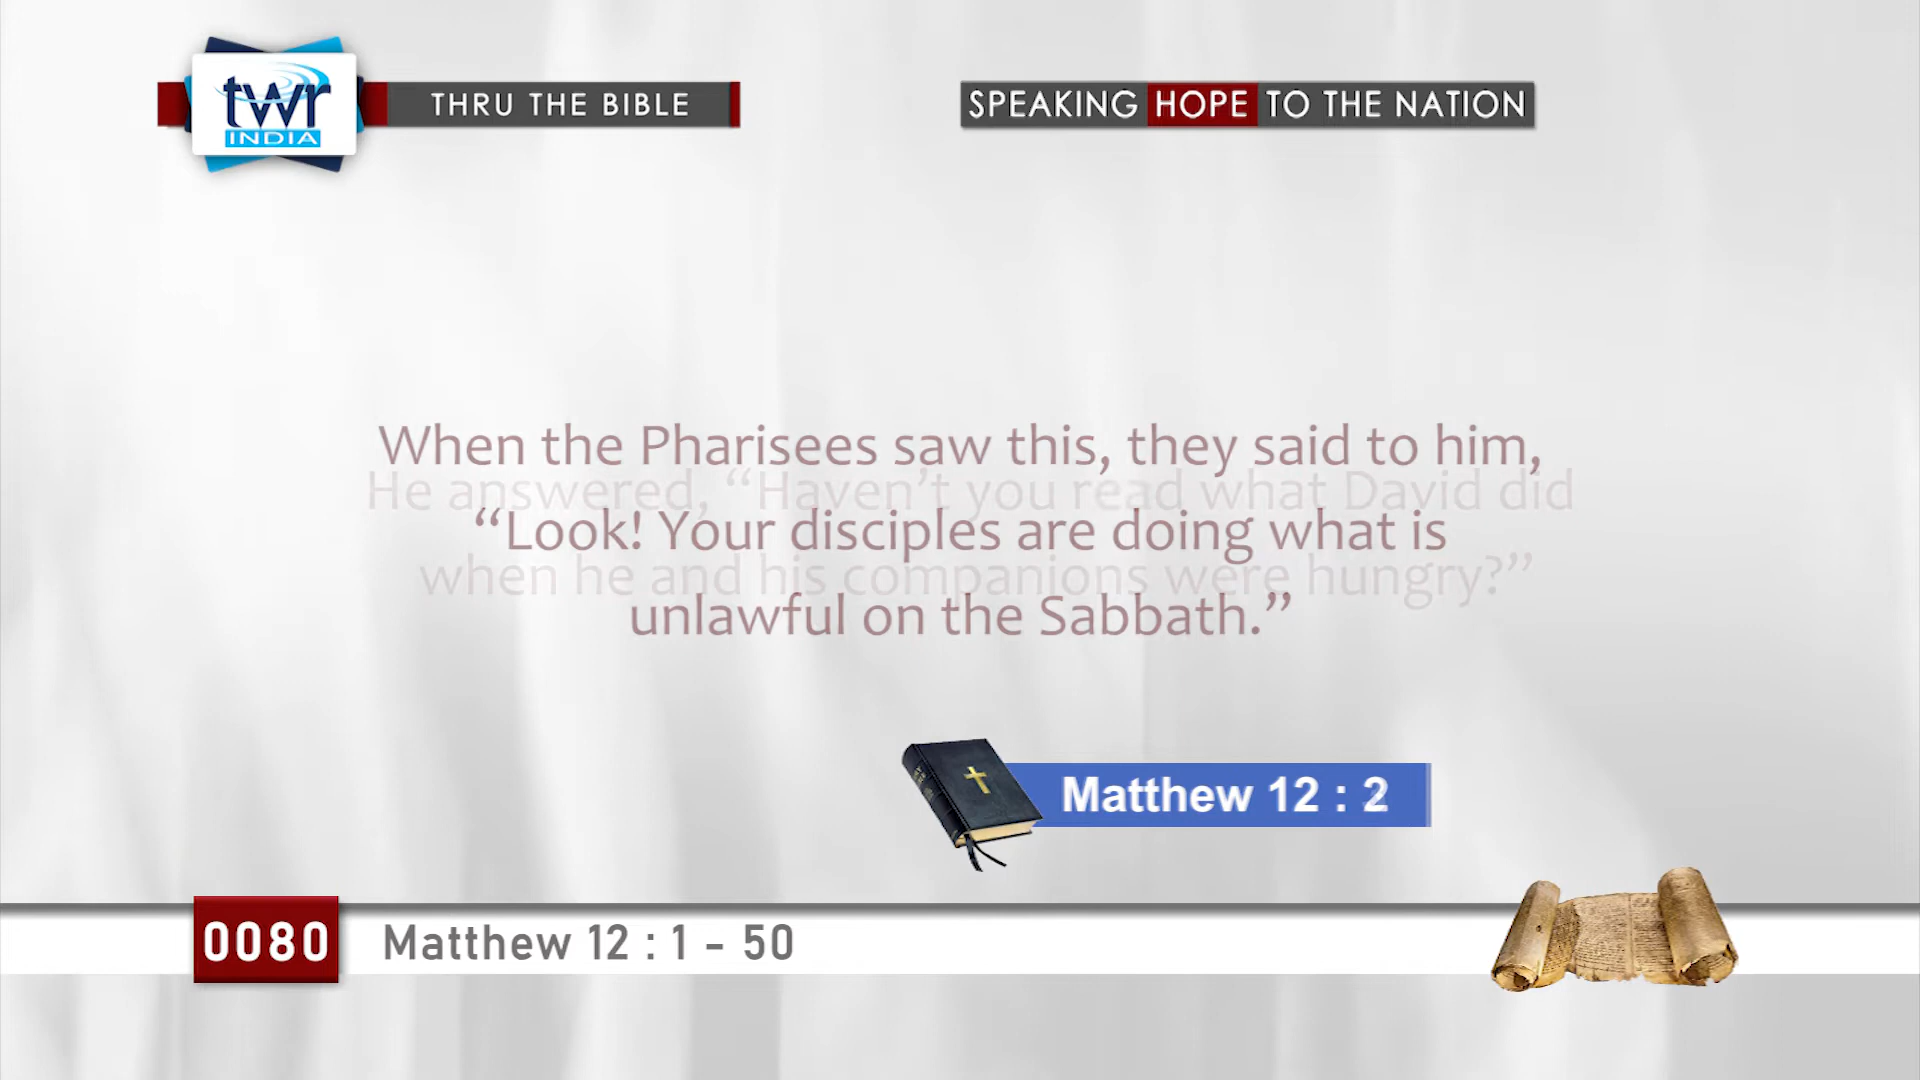 twr
INDIA
THRU THE BIBLE
SPEAKING HOPE TO THE NATION
When the Pharisees saw this, they said to him,
“Look! Your disciples are doing what is
unlawful on the Sabbath.”
He answered, “Haven’t you read what David did
when he and his companions were hungry?”
Matthew 12 : 2
0080
Matthew 12 : 1 - 50